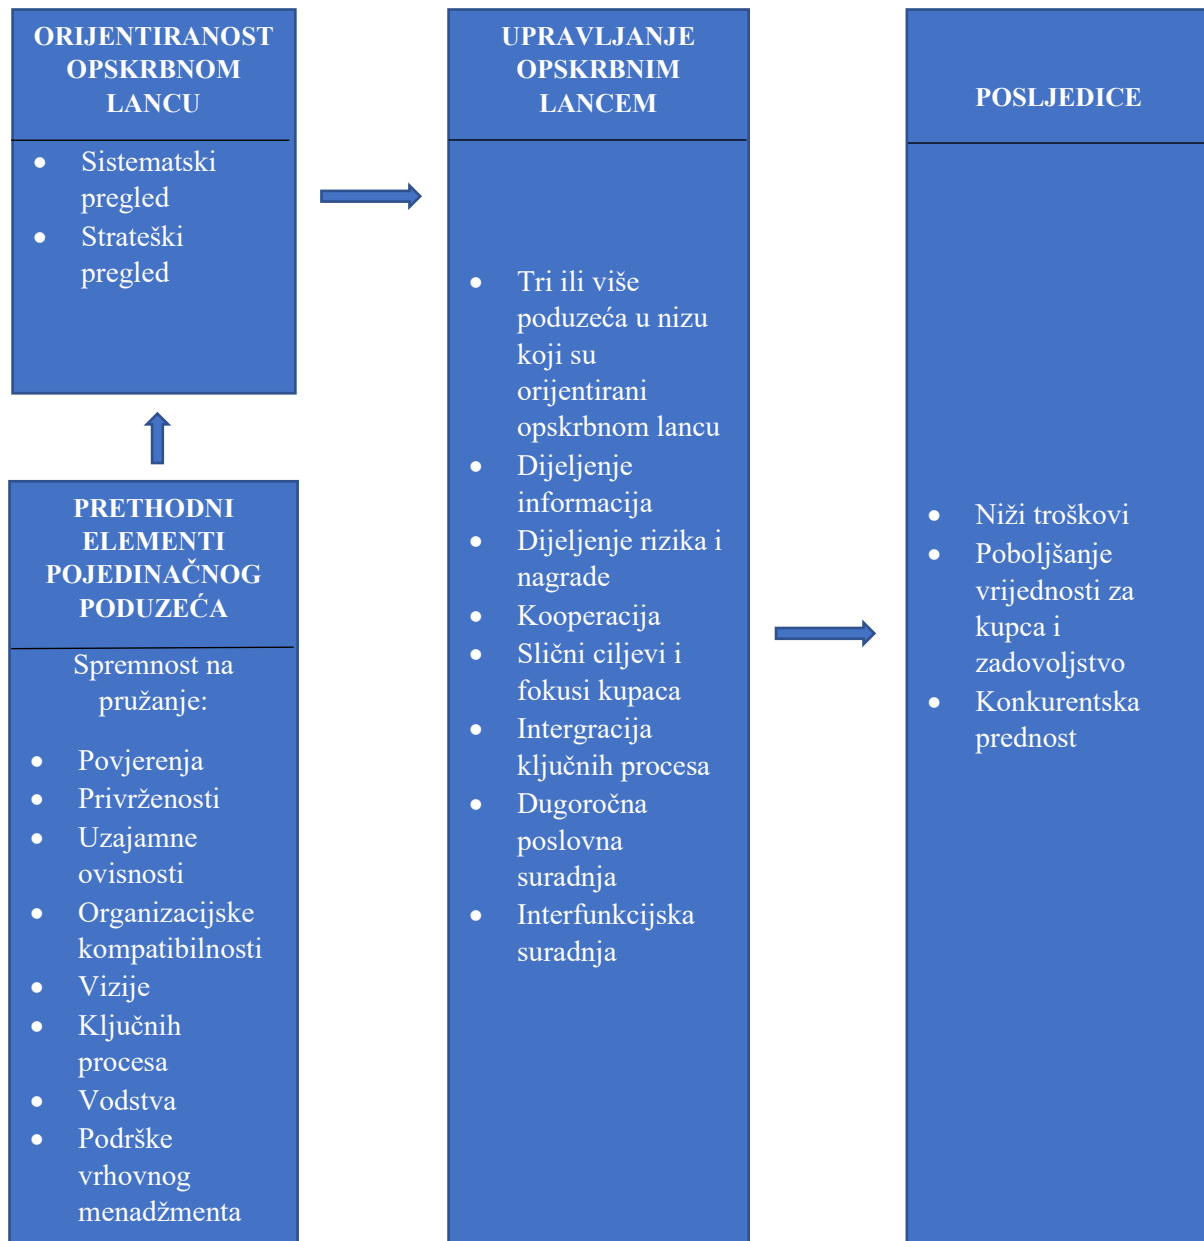 ORIJENTIRANOST
OPSKRBNOM
LANCU
• Sistematski
pregled
• Strateški
pregled
PRETHODNI
ELEMENTI
POJEDINAČNOG
PODUZEĆA
Spremnost na
pružanje:
• Povjerenja
• Privrženosti
• Uzajamne
ovisnosti
• Organizacijske
kompatibilnosti
• Vizije
• Ključnih
procesa
• Vodstva
• Podrške
vrhovnog
menadžmenta
UPRAVLJANJE
OPSKRBNIM
LANCEM
• Tri ili više
poduzeća u nizu
koji su
orijentirani
opskrbnom lancu
• Dijeljenje
informacija
• Dijeljenje rizika i
nagrade
• Kooperacija
• Slični ciljevi i
fokusi kupaca
• Intergracija
ključnih procesa
• Dugoročna
poslovna
suradnja
• Interfunkcijska
suradnja
POSLJEDICE
• Niži troškovi
• Poboljšanje
vrijednosti za
kupca i
zadovoljstvo
• Konkurentska
prednost